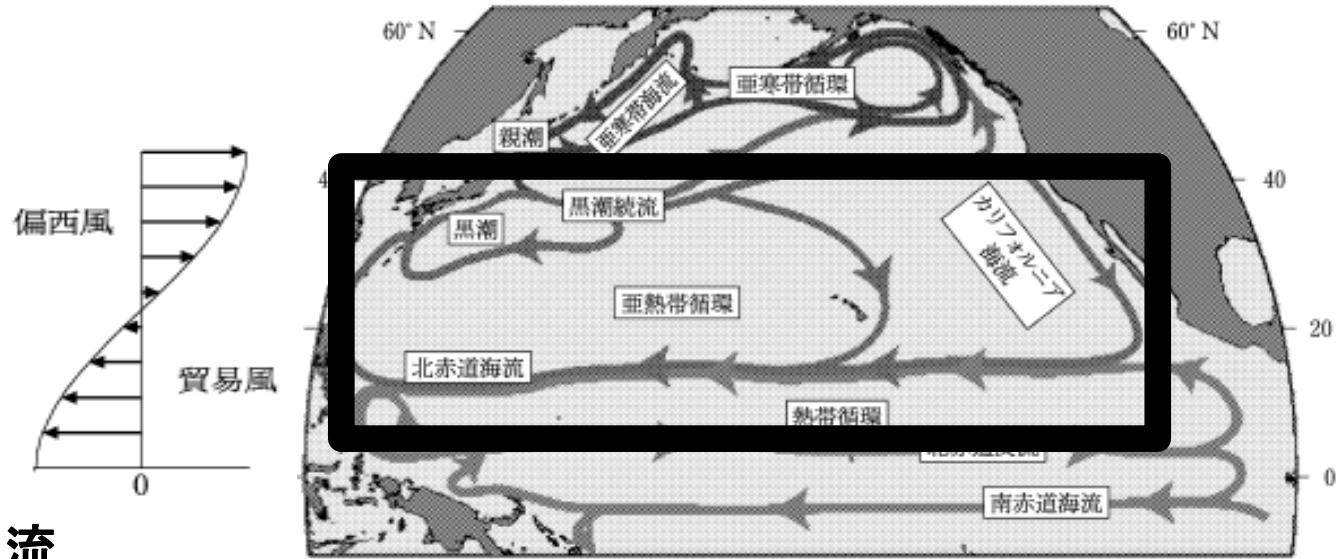 60° N
60° N
亜寒帯循環
亜寒帯海流
親潮
4
40
偏西風
黒潮続流
黒潮
カリフォルニア
海流
亜熱帯循環
20
北赤道海流
貿易風
熱帯循環
0
0
南赤道海流
流